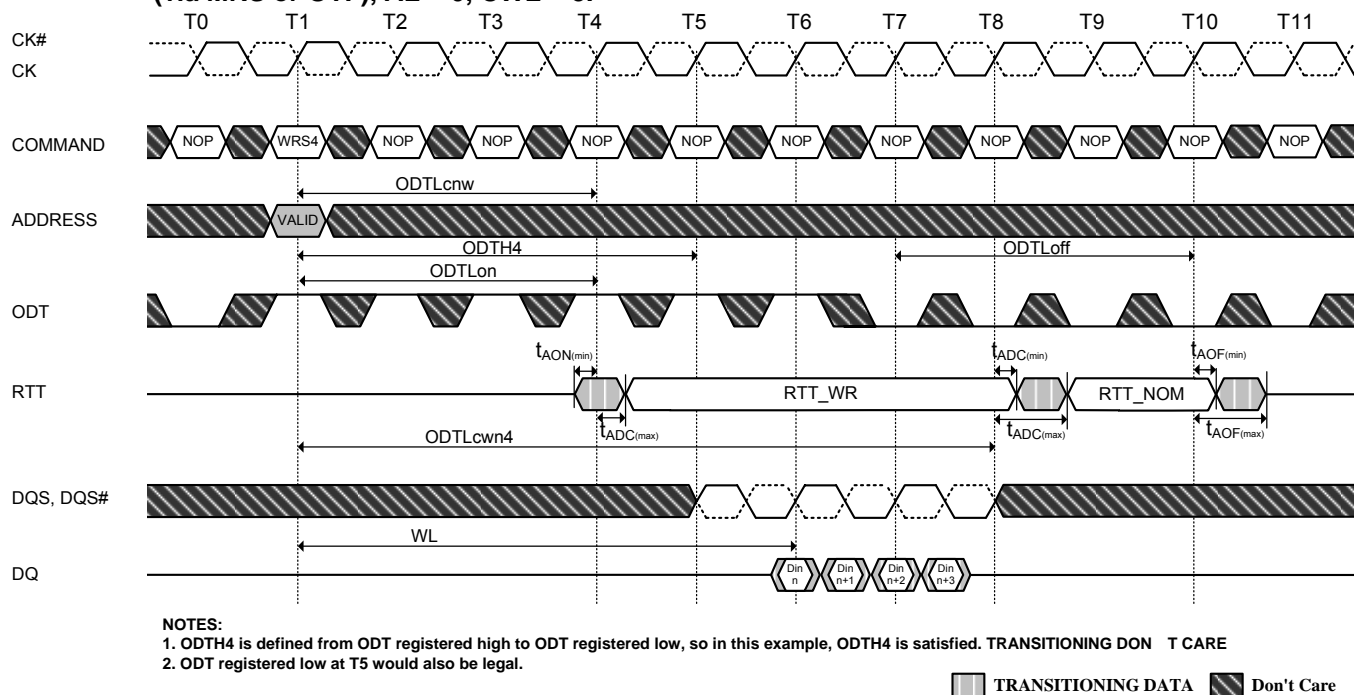 T0 T1 T2 T3 T4 T5 T6 T7 T8 T9 T10 T11
CK#
CK
COMMAND
NOP WRS4 NOP NOP NOP NOP NOP NOP NOP NOP NOP NOP
ODTLcnw
ADDRESS
VALID
ODTH4 ODTLoff
ODTLon
ODT
tAON(min) tADC(min) tAOF(min)
RTT
RTT_WR RTT_NOM
tADC(max) tADC(max) tAOF(max)
ODTLcwn4
DQS, DQS#
WL
DQ
Din n Din n+1 Din n+2 Din n+3
NOTES:
1. ODTH4 is defined from ODT registered high to ODT registered low, so in this example, ODTH4 is satisfied. TRANSITIONING DON T CARE
2. ODT registered low at T5 would also be legal.
TRANSITIONING DATA Don't Care